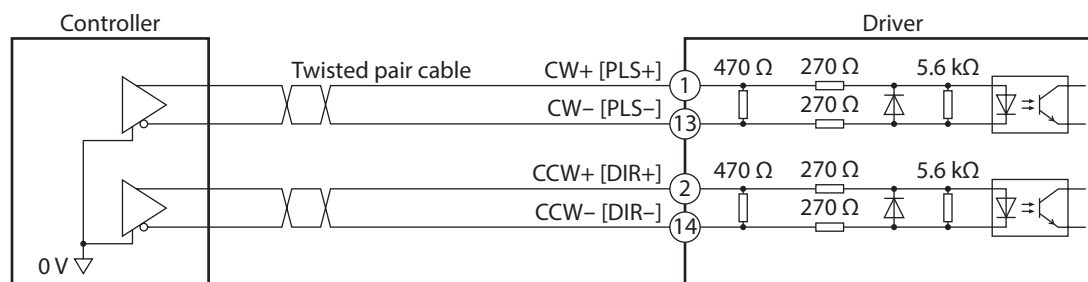 Controller
Driver
Twisted pair cable
CW+ [PLS+]
1
470 Ω
270 Ω
5.6 kΩ
CW– [PLS–]
13
270 Ω
CCW+ [DIR+]
2
470 Ω
270 Ω
5.6 kΩ
CCW– [DIR–]
14
270 Ω
0 V